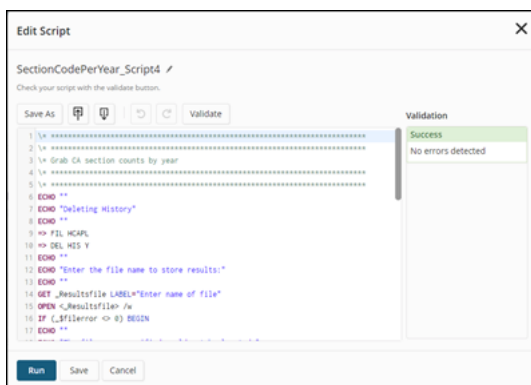 Edit Script
SectionCodePerYear_Script4
Check your script with the validate button.
Save As Validate
Validation
Success
No errors detected
1 \* **************************************************************************
2 \* **************************************************************************
3 \* Grab CA section counts by year
4 \* **************************************************************************
5 \* **************************************************************************
6 ECHO ""
7 ECHO "Deleting History"
8 ECHO ""
9 => FIL HCAPL
10 => DEL HIS Y
11 ECHO ""
12 ECHO "Enter the file name to store results:"
13 ECHO ""
14 GET _Resultsfile LABEL="Enter name of file"
15 OPEN <_Resultsfile> /w
16 IF (_$filerror <> 0) BEGIN
17 ECHO ""
Run Save Cancel